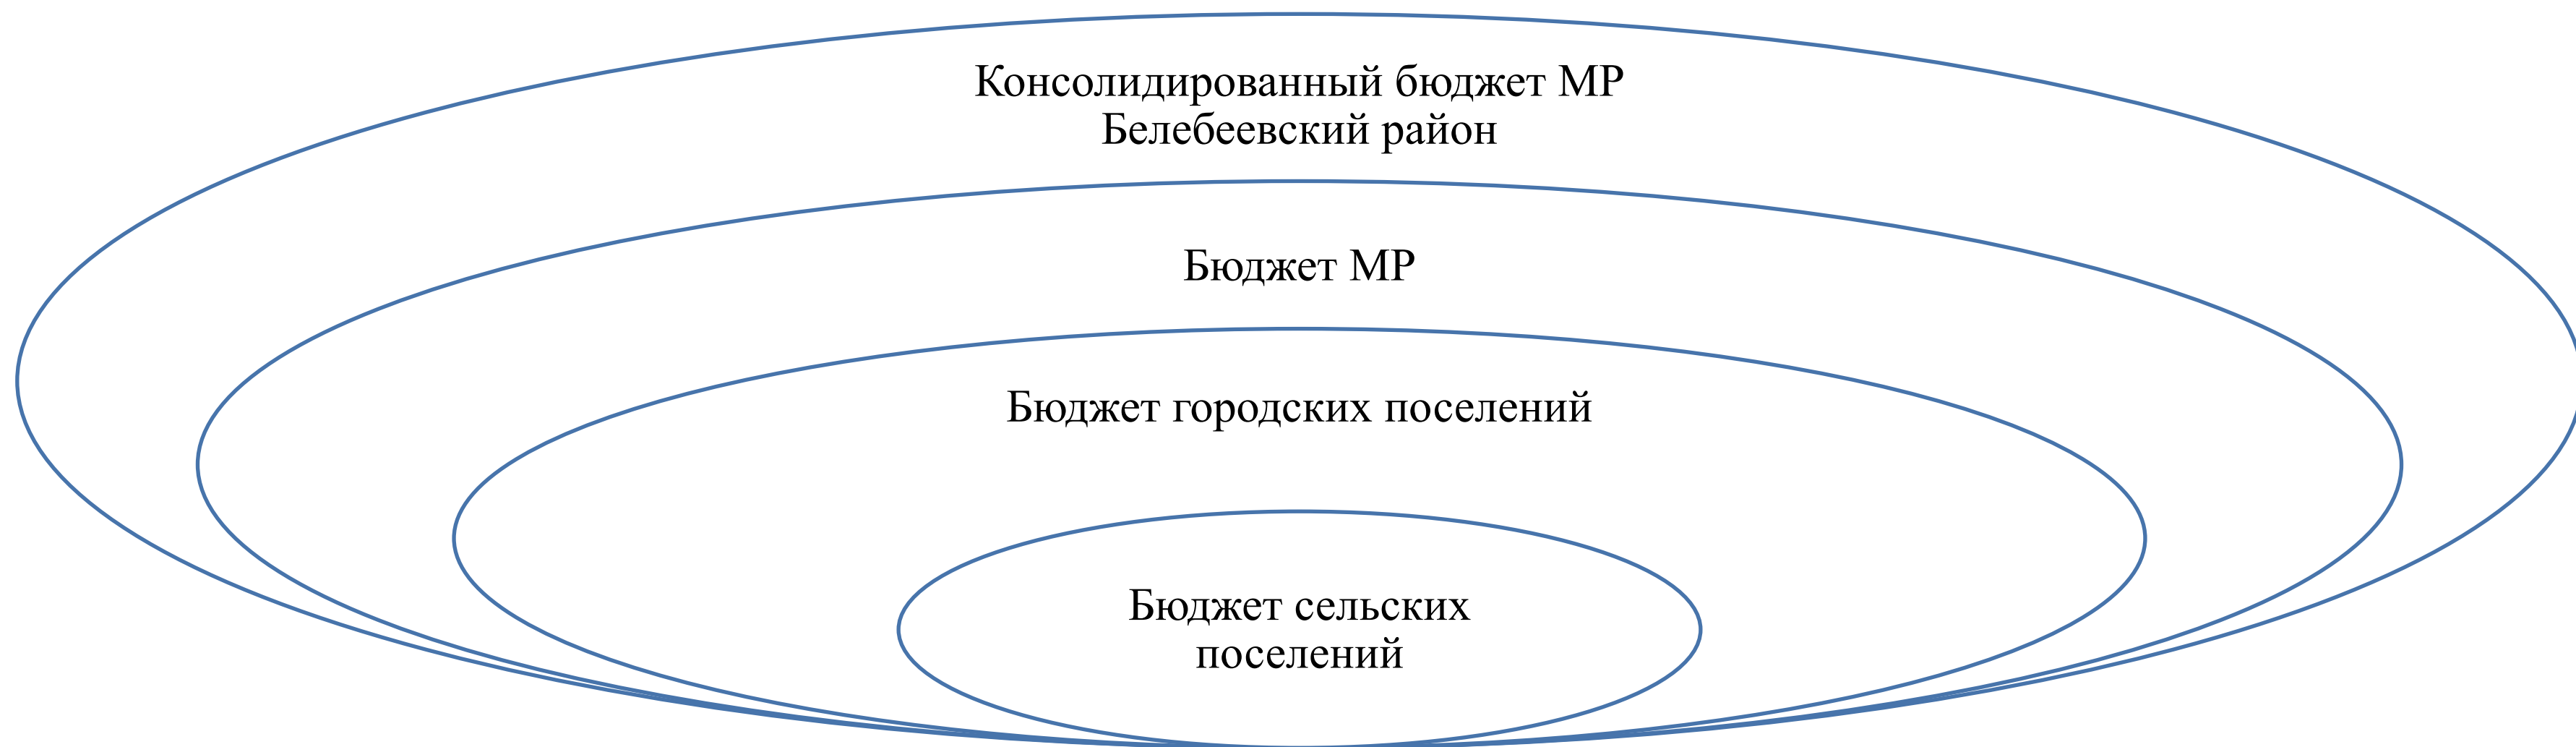 Консолидированный бюджет МР
Белебеевский район
Бюджет МР
Бюджет городских поселений
Бюджет сельских
поселений